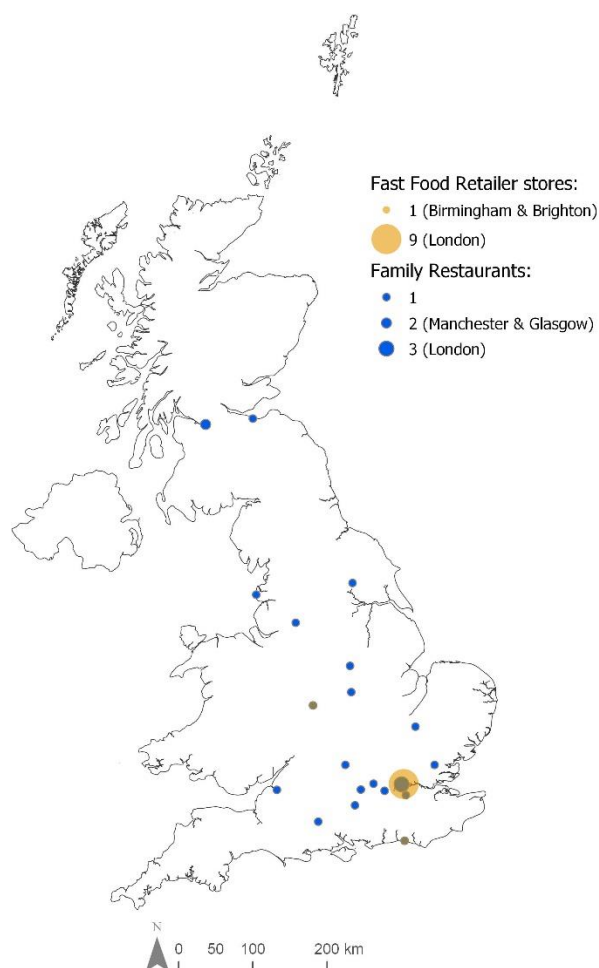 Fast Food Retailer stores:
1 (Birmingham & Brighton)
9 (London)
Family Restaurants:
1
2 (Manchester & Glasgow)
3 (London)
N
0 50 100 200 km